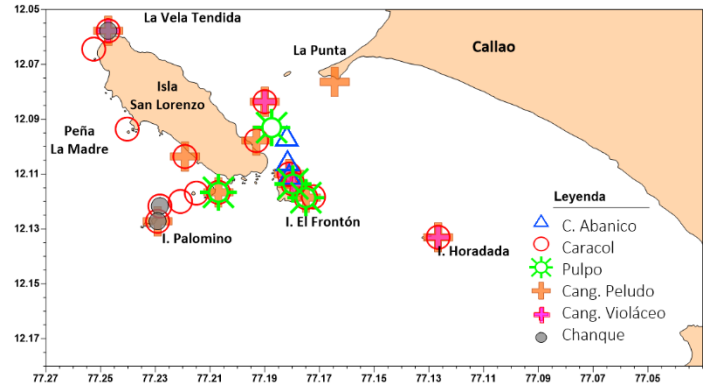 12.05
12.07
12.09
12.11
12.13
12.15
12.17
La Vela Tendida
La Punta
Callao
Isla
San Lorenzo
Peña
La Madre
I. Palomino
I. El Frontón
I. Horadada
Leyenda
C. Abanico
Caracol
Pulpo
Cang. Peludo
Cang. Violáceo
Chanque
77.27
77.25
77.23
77.21
77.19
77.17
77.15
77.13
77.11
77.09
77.07
77.05